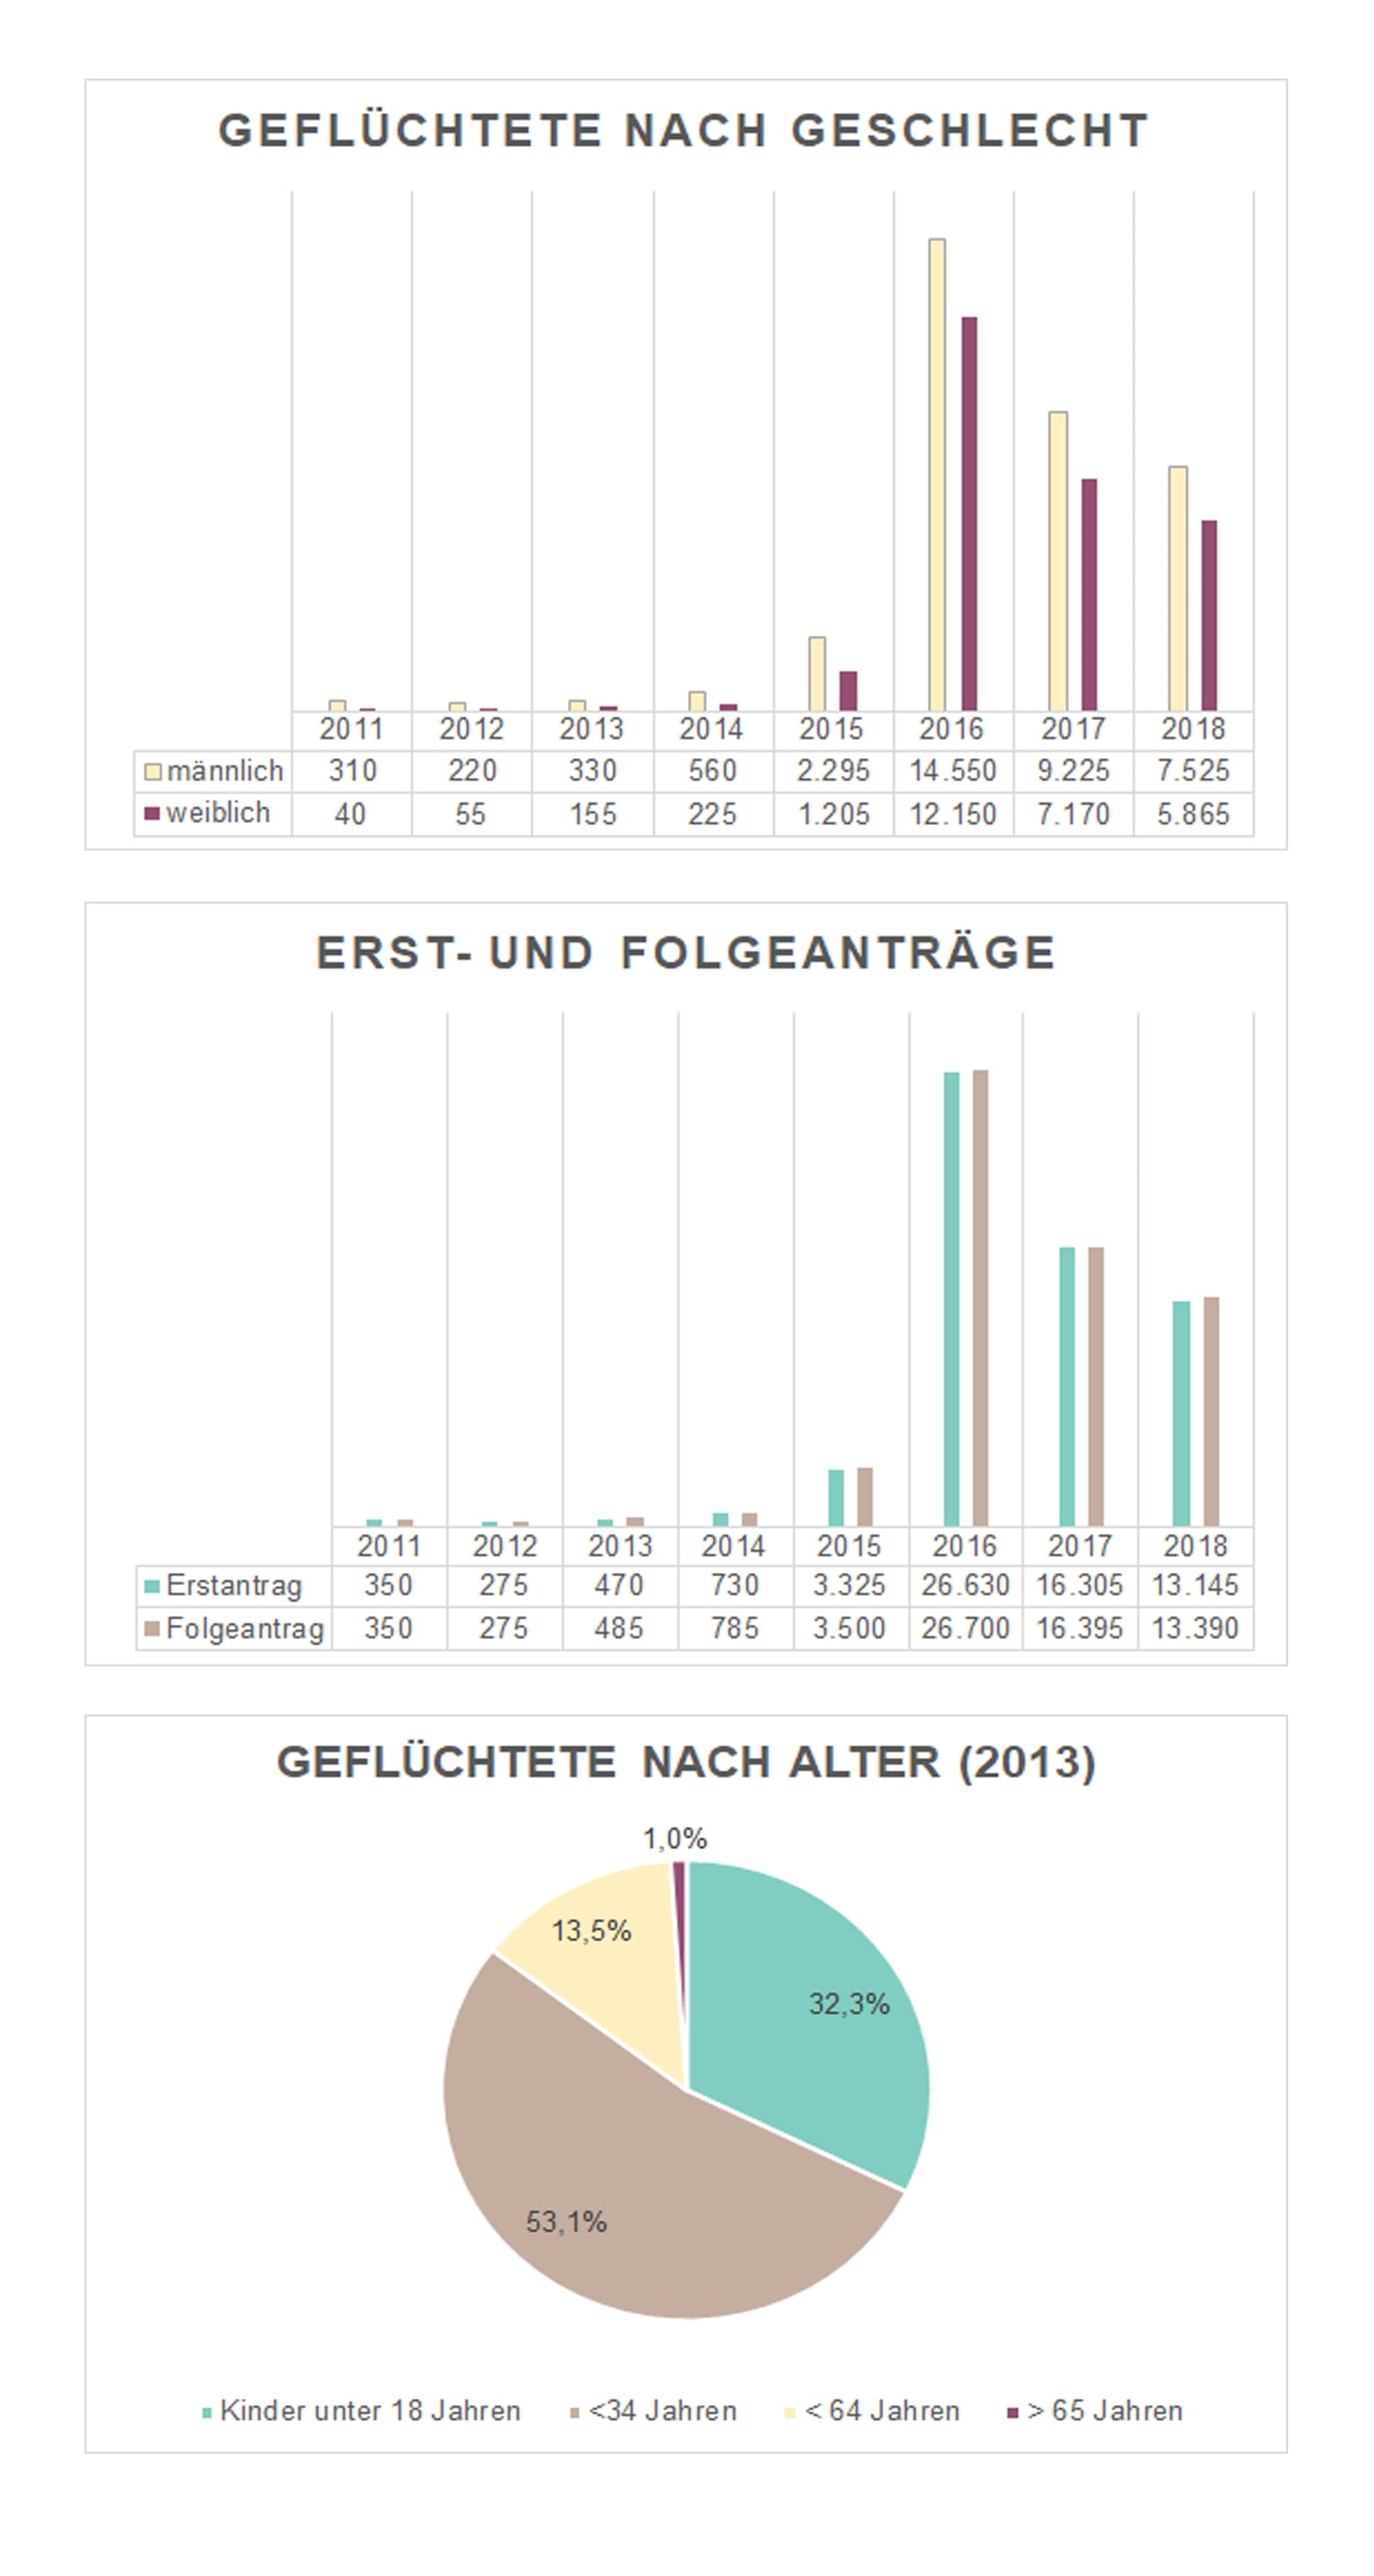 GEFLÜCHTETE NACH GESCHLECHT
2011 2012 2013 2014 2015 2016 2017 2018
männlich 310 220 330 560 2.295 14.550 9.225 7.525
weiblich 40 55 155 225 1.205 12.150 7.170 5.865
ERST- UND FOLGEANTRÄGE
2011 2012 2013 2014 2015 2016 2017 2018
Erstantrag 350 275 470 730 3.325 26.630 16.305 13.145
Folgeantrag 350 275 485 785 3.500 26.700 16.395 13.390
GEFLÜCHTETE NACH ALTER (2013)
1,0%
13,5%
32,3%
53,1%
Kinder unter 18 Jahren <34 Jahren < 64 Jahren > 65 Jahren